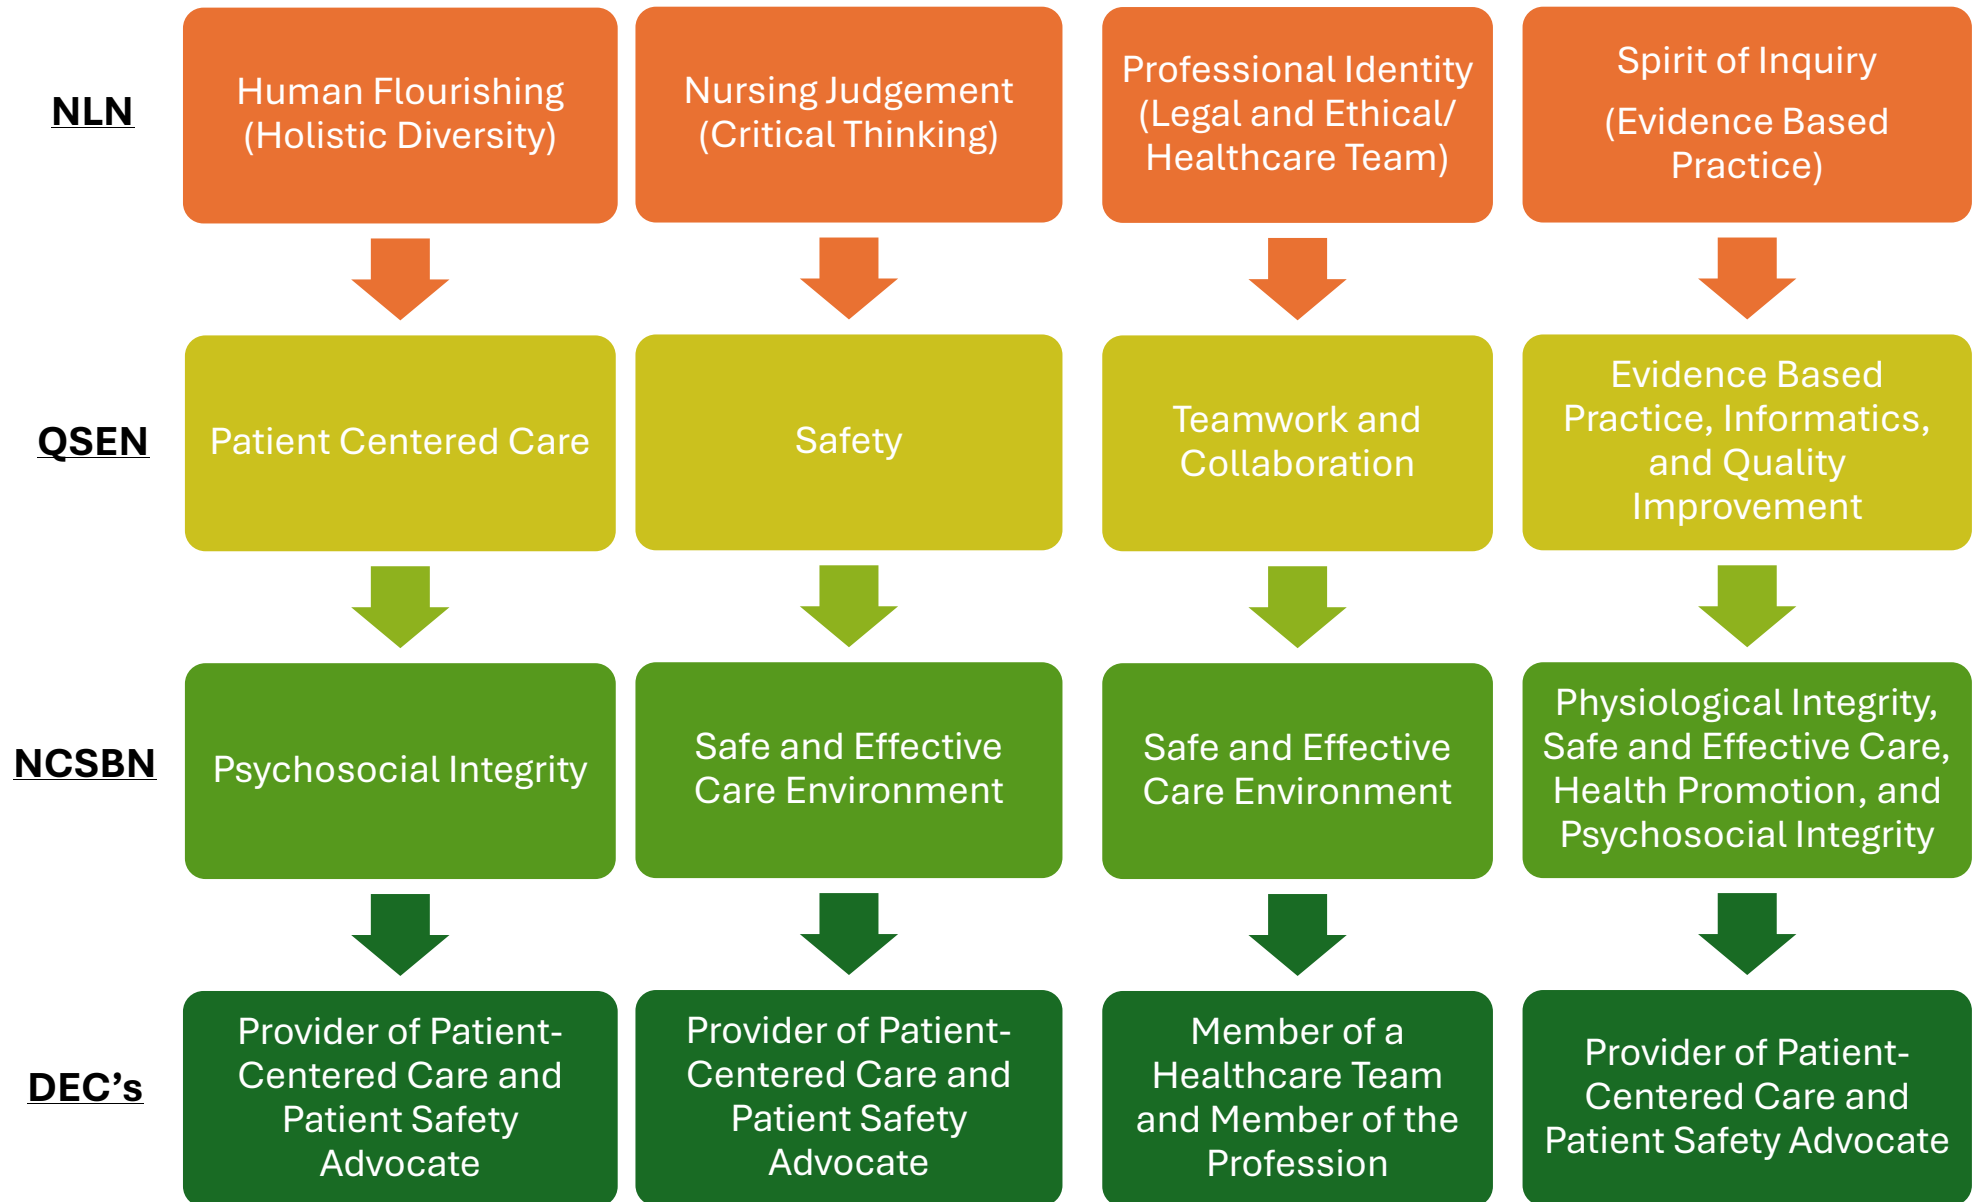 NLN
Human Flourishing
(Holistic Diversity)
Nursing Judgement
(Critical Thinking)
Professional Identity
(Legal and Ethical/
Healthcare Team)
Spirit of Inquiry
(Evidence Based
Practice)
QSEN
Patient Centered Care
Safety
Teamwork and
Collaboration
Evidence Based
Practice, Informatics,
and Quality
Improvement
NCSBN
Psychosocial Integrity
Safe and Effective
Care Environment
Safe and Effective
Care Environment
Physiological Integrity,
Safe and Effective Care,
Health Promotion, and
Psychosocial Integrity
DEC’s
Provider of Patient-
Centered Care and
Patient Safety
Advocate
Provider of Patient-
Centered Care and
Patient Safety
Advocate
Member of a
Healthcare Team
and Member of the
Profession
Provider of Patient-
Centered Care and
Patient Safety Advocate